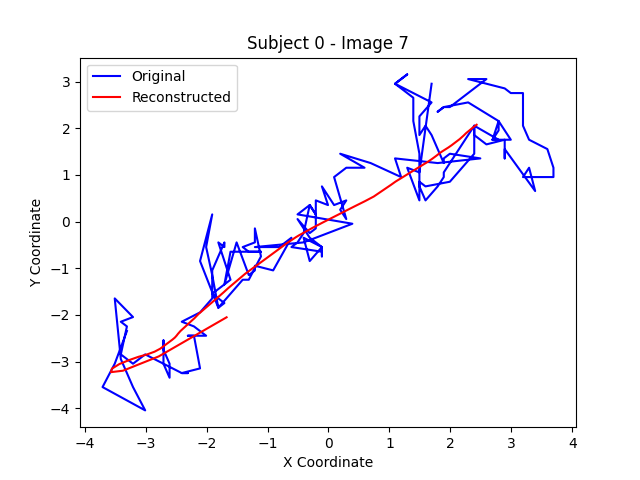 Subject 0 - Image 7
Original
Reconstructed
3
2
1
0
−1
−2
−3
−4
Y Coordinate
−4 −3 −2 −1 0 1 2 3 4
X Coordinate